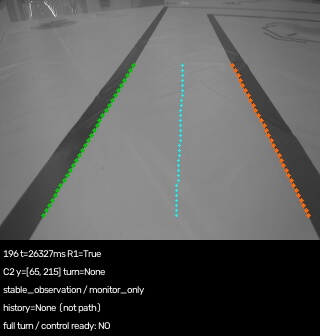 196 t=26327ms R1=True
C2 y=[65, 215] turn=None
stable_observation / monitor_only
history=None (not path)
full turn / control ready: NO